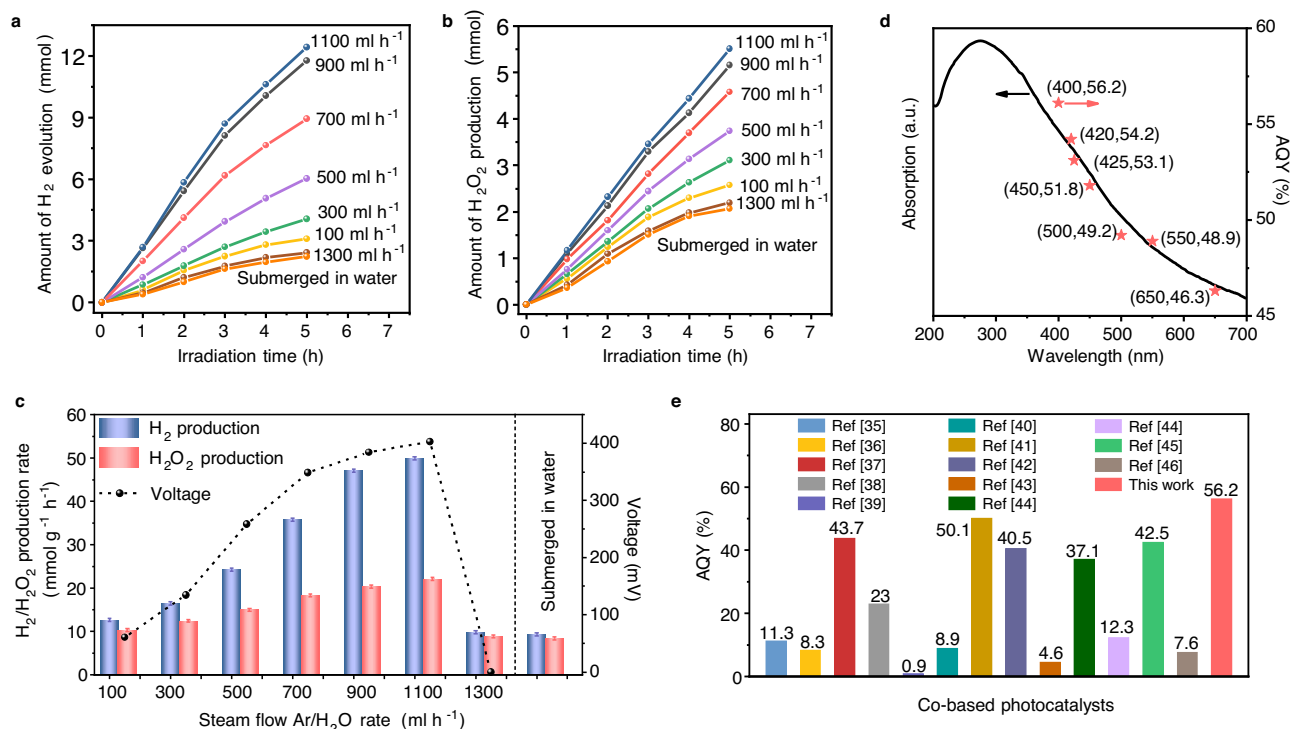 a
Amount of H₂ evolution (mmol)
12
9
6
3
0
0 1 2 3 4 5 6 7
Irradiation time (h)
1100 ml h⁻¹
900 ml h⁻¹
700 ml h⁻¹
500 ml h⁻¹
300 ml h⁻¹
100 ml h⁻¹
1300 ml h⁻¹
Submerged in water
b
Amount of H₂O₂ production (mmol)
6
5
4
3
2
1
0
0 1 2 3 4 5 6 7
Irradiation time (h)
1100 ml h⁻¹
900 ml h⁻¹
700 ml h⁻¹
500 ml h⁻¹
300 ml h⁻¹
100 ml h⁻¹
1300 ml h⁻¹
Submerged in water
d
Absorption (a.u.)
60
55
50
45
AQY (%)
(400,56.2)
(420,54.2)
(425,53.1)
(450,51.8)
(500,49.2)
(550,48.9)
(650,46.3)
200 300 400 500 600 700
Wavelength (nm)
c
H₂/H₂O₂ production rate
(mmol g⁻¹ h⁻¹)
60
50
40
30
20
10
0
H₂ production
H₂O₂ production
Voltage
Submerged in water
400
300
200
100
0
Voltage (mV)
100 300 500 700 900 1100 1300
Steam flow Ar/H₂O rate (ml h⁻¹)
e
AQY (%)
80
60
40
20
0
Ref [35]
Ref [36]
Ref [37]
Ref [38]
Ref [39]
Ref [40]
Ref [41]
Ref [42]
Ref [43]
Ref [44]
Ref [44]
Ref [45]
Ref [46]
This work
11.3
8.3
43.7
23
0.9
8.9
50.1
40.5
4.6
37.1
12.3
42.5
7.6
56.2
Co-based photocatalysts